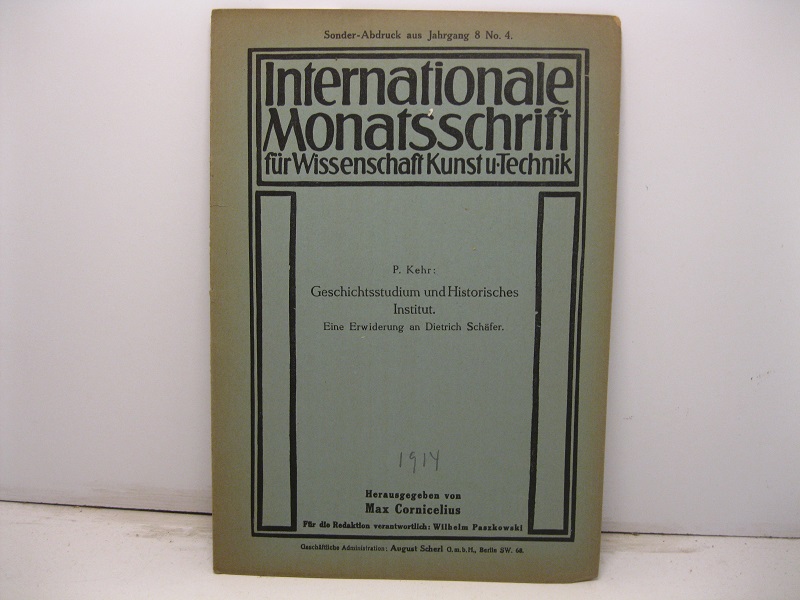 Sonder-Abdruck aus Jahrgang 8 No. 4.
Internationale
Monatsschrift
für Wissenschaft Kunst u. Technik
P. Kehr:
Geschichtsstudium und Historisches
Institut.
Eine Erwiderung an Dietrich Schäfer.
1914
Herausgegeben von
Max Cornicelius
Für die Redaktion verantwortlich: Wilhelm Paszkowski
Geschäftliche Administration: August Scherl G. m. b. H., Berlin SW. 68.